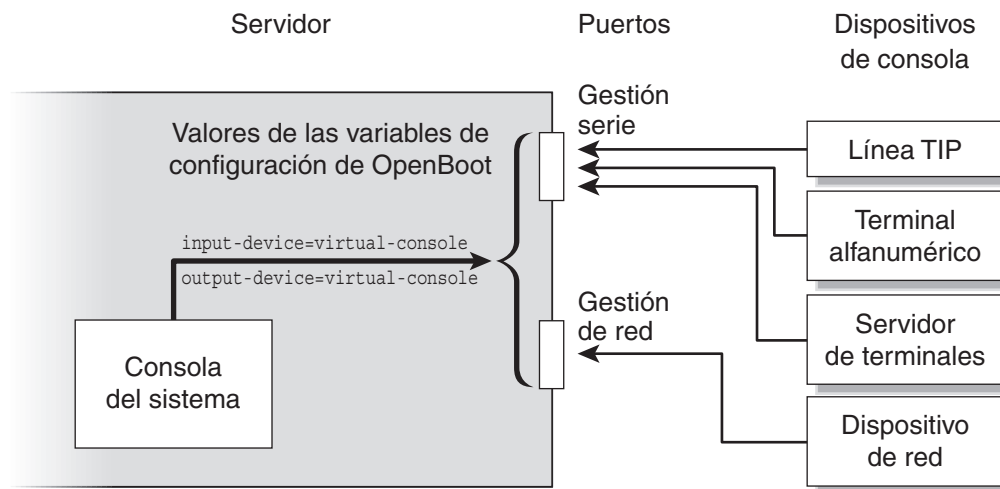 Servidor
Puertos
Dispositivos
de consola
Gestión
serie
Valores de las variables de
configuración de OpenBoot
Línea TIP
Terminal
alfanumérico
input-device=virtual-console
output-device=virtual-console
Gestión
de red
Servidor
de terminales
Consola
del sistema
Dispositivo
de red